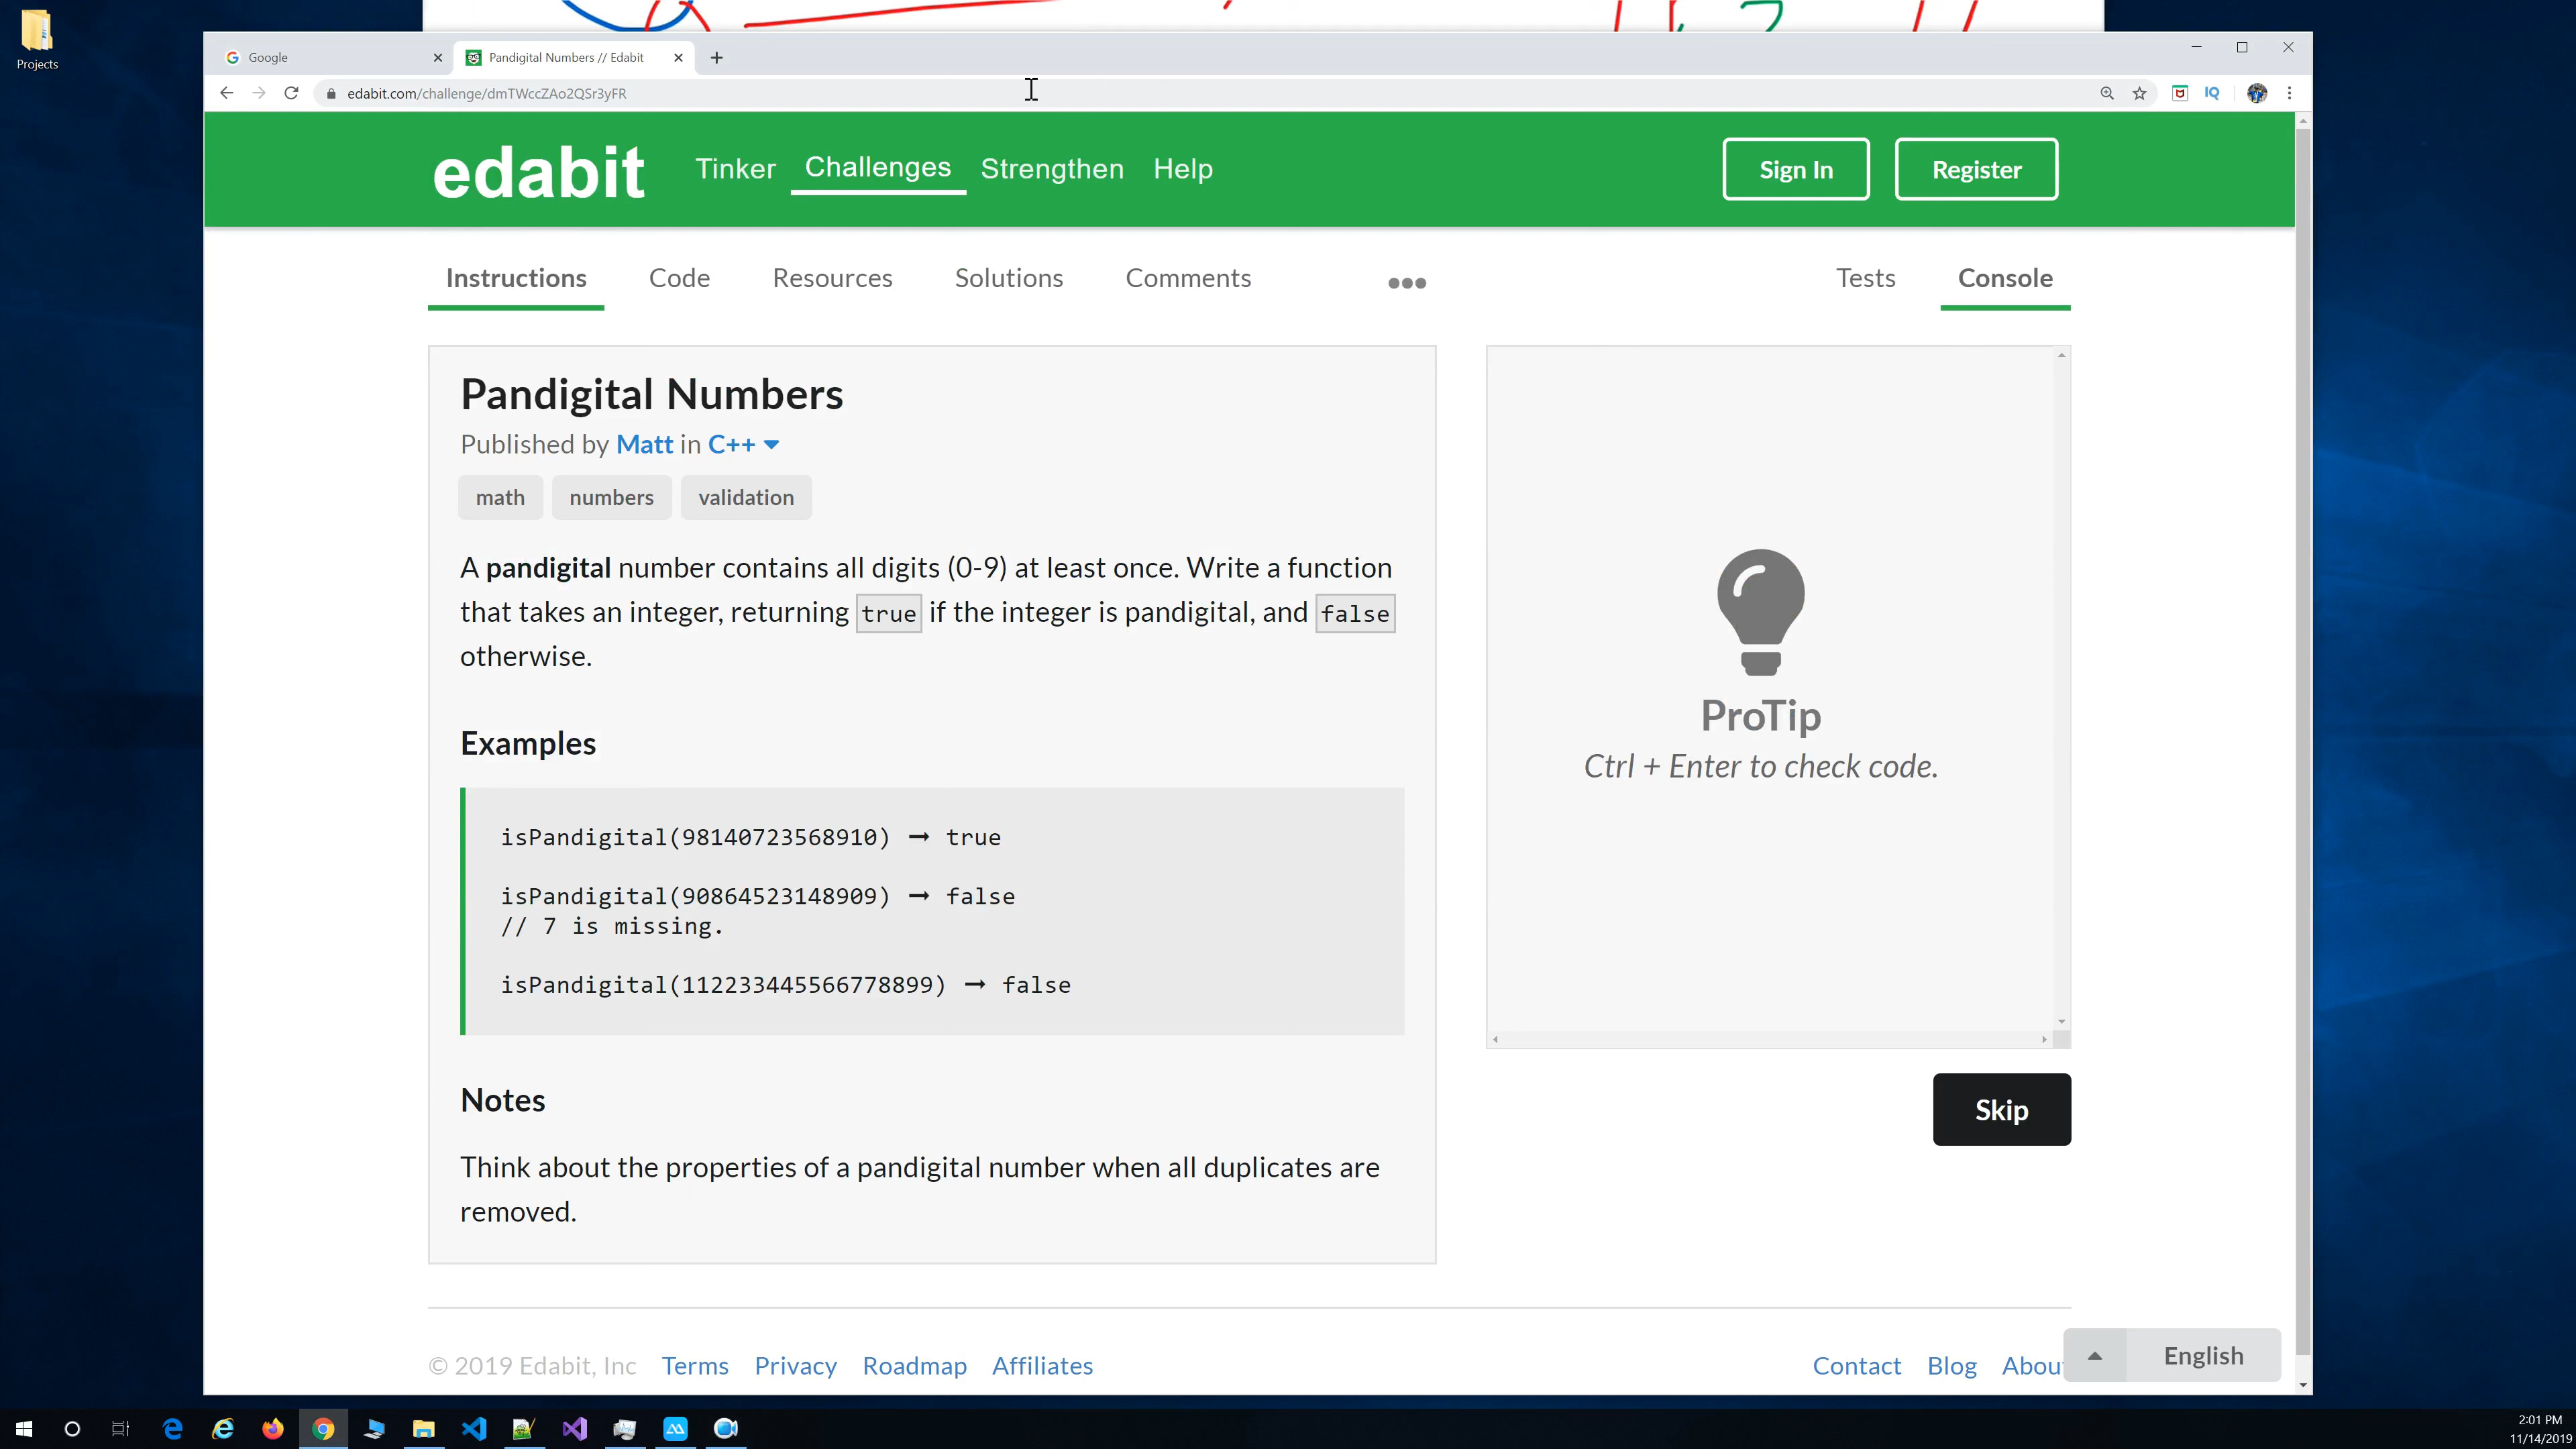 Projects
Google
Pandigital Numbers // Edabit
edabit.com/challenge/dmTWccZAo2QSr3yFR
IQ
edabit Tinker Challenges Strengthen Help Sign In Register
Instructions Code Resources Solutions Comments ••• Tests Console
Pandigital Numbers
Published by Matt in C++
math numbers validation
A pandigital number contains all digits (0-9) at least once. Write a function
that takes an integer, returning true if the integer is pandigital, and false
otherwise.
Examples
isPandigital(98140723568910) ➞ true
isPandigital(90864523148909) ➞ false
// 7 is missing.
isPandigital(112233445566778899) ➞ false
Notes
Think about the properties of a pandigital number when all duplicates are
removed.
ProTip
Ctrl + Enter to check code.
Skip
© 2019 Edabit, Inc Terms Privacy Roadmap Affiliates Contact Blog Abou
English
2:01 PM
11/14/2019